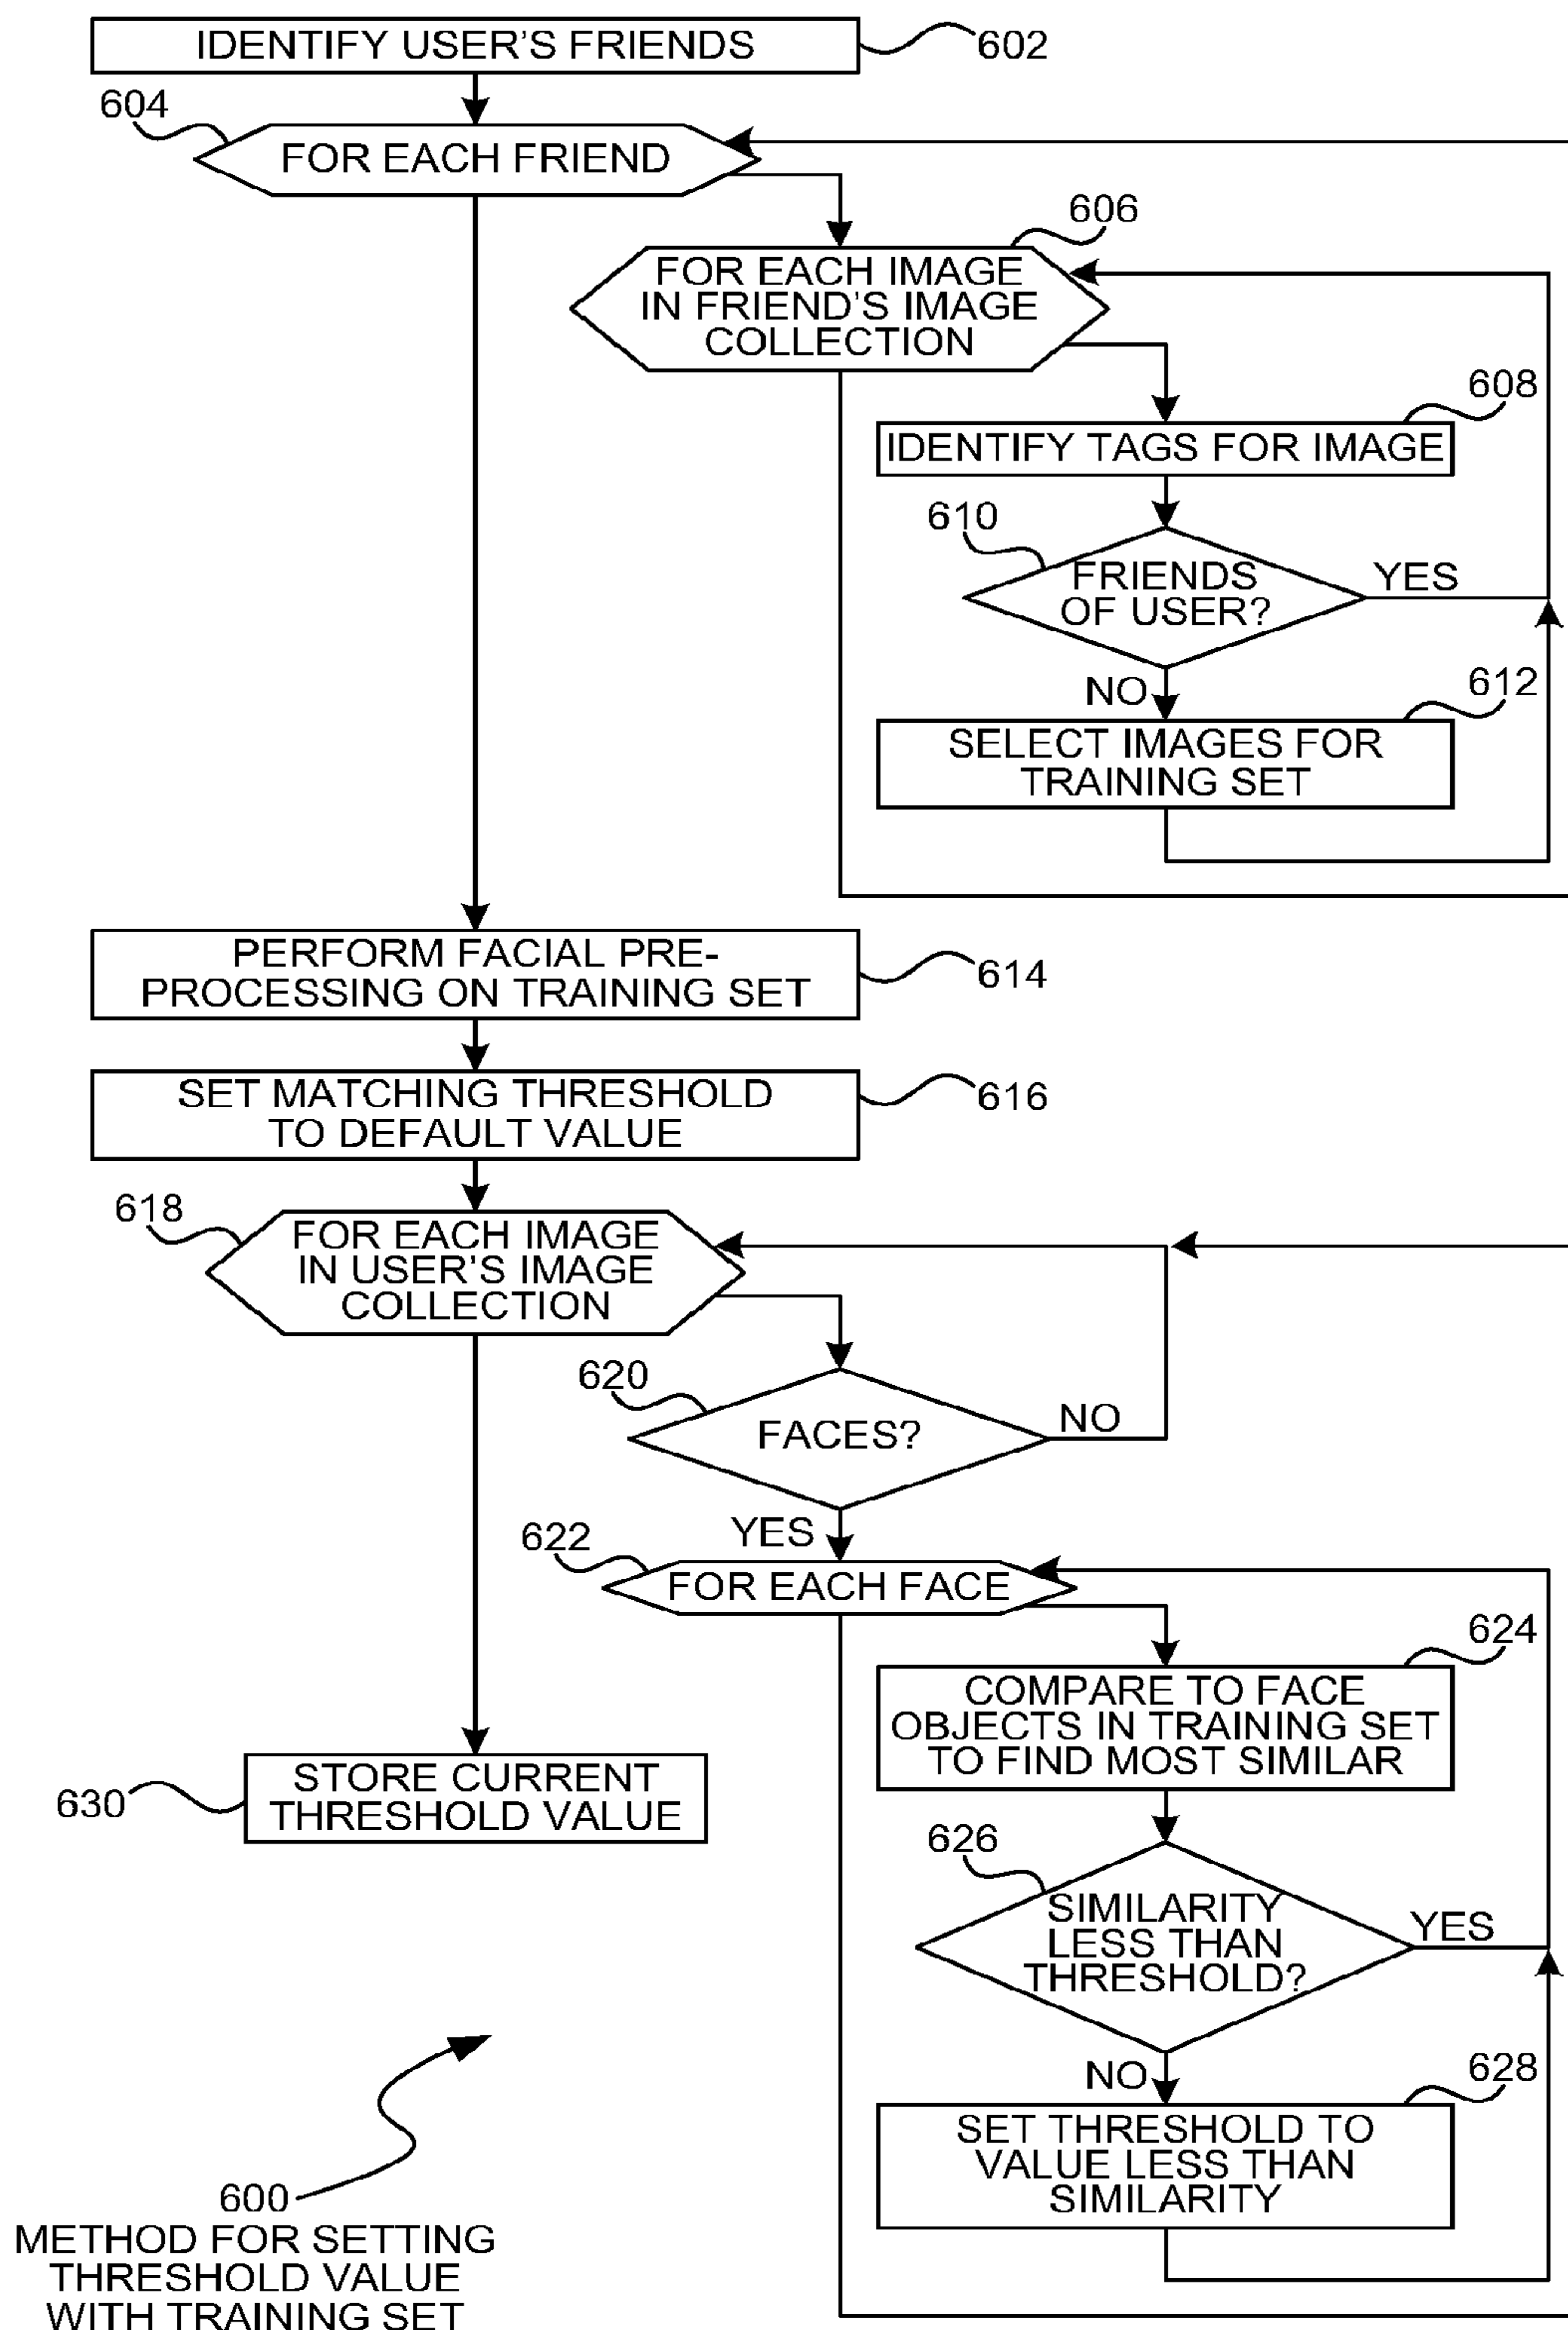 IDENTIFY USER'S FRIENDS
602
604
FOR EACH FRIEND
606
FOR EACH IMAGE
IN FRIEND'S IMAGE
COLLECTION
608
IDENTIFY TAGS FOR IMAGE
610
FRIENDS
OF USER?
YES
NO
612
SELECT IMAGES FOR
TRAINING SET
PERFORM FACIAL PRE-
PROCESSING ON TRAINING SET
614
SET MATCHING THRESHOLD
TO DEFAULT VALUE
616
618
FOR EACH IMAGE
IN USER'S IMAGE
COLLECTION
620
FACES?
NO
YES
622
FOR EACH FACE
624
COMPARE TO FACE
OBJECTS IN TRAINING SET
TO FIND MOST SIMILAR
STORE CURRENT
THRESHOLD VALUE
630
626
SIMILARITY
LESS THAN
THRESHOLD?
YES
NO
628
SET THRESHOLD TO
VALUE LESS THAN
SIMILARITY
600
METHOD FOR SETTING
THRESHOLD VALUE
WITH TRAINING SET